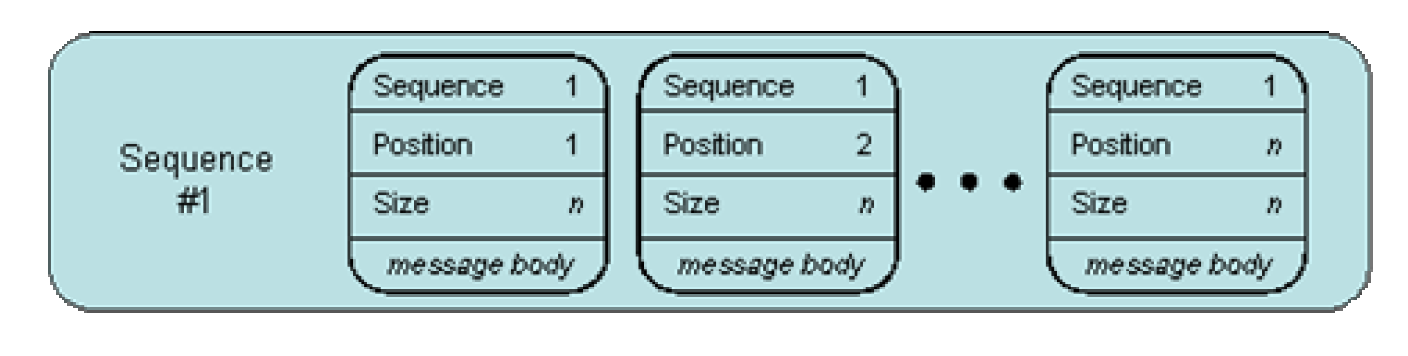 Sequence
#1
Sequence 1
Position 1
Size n
message body
Sequence 1
Position 2
Size n
message body
Sequence 1
Position n
Size n
message body